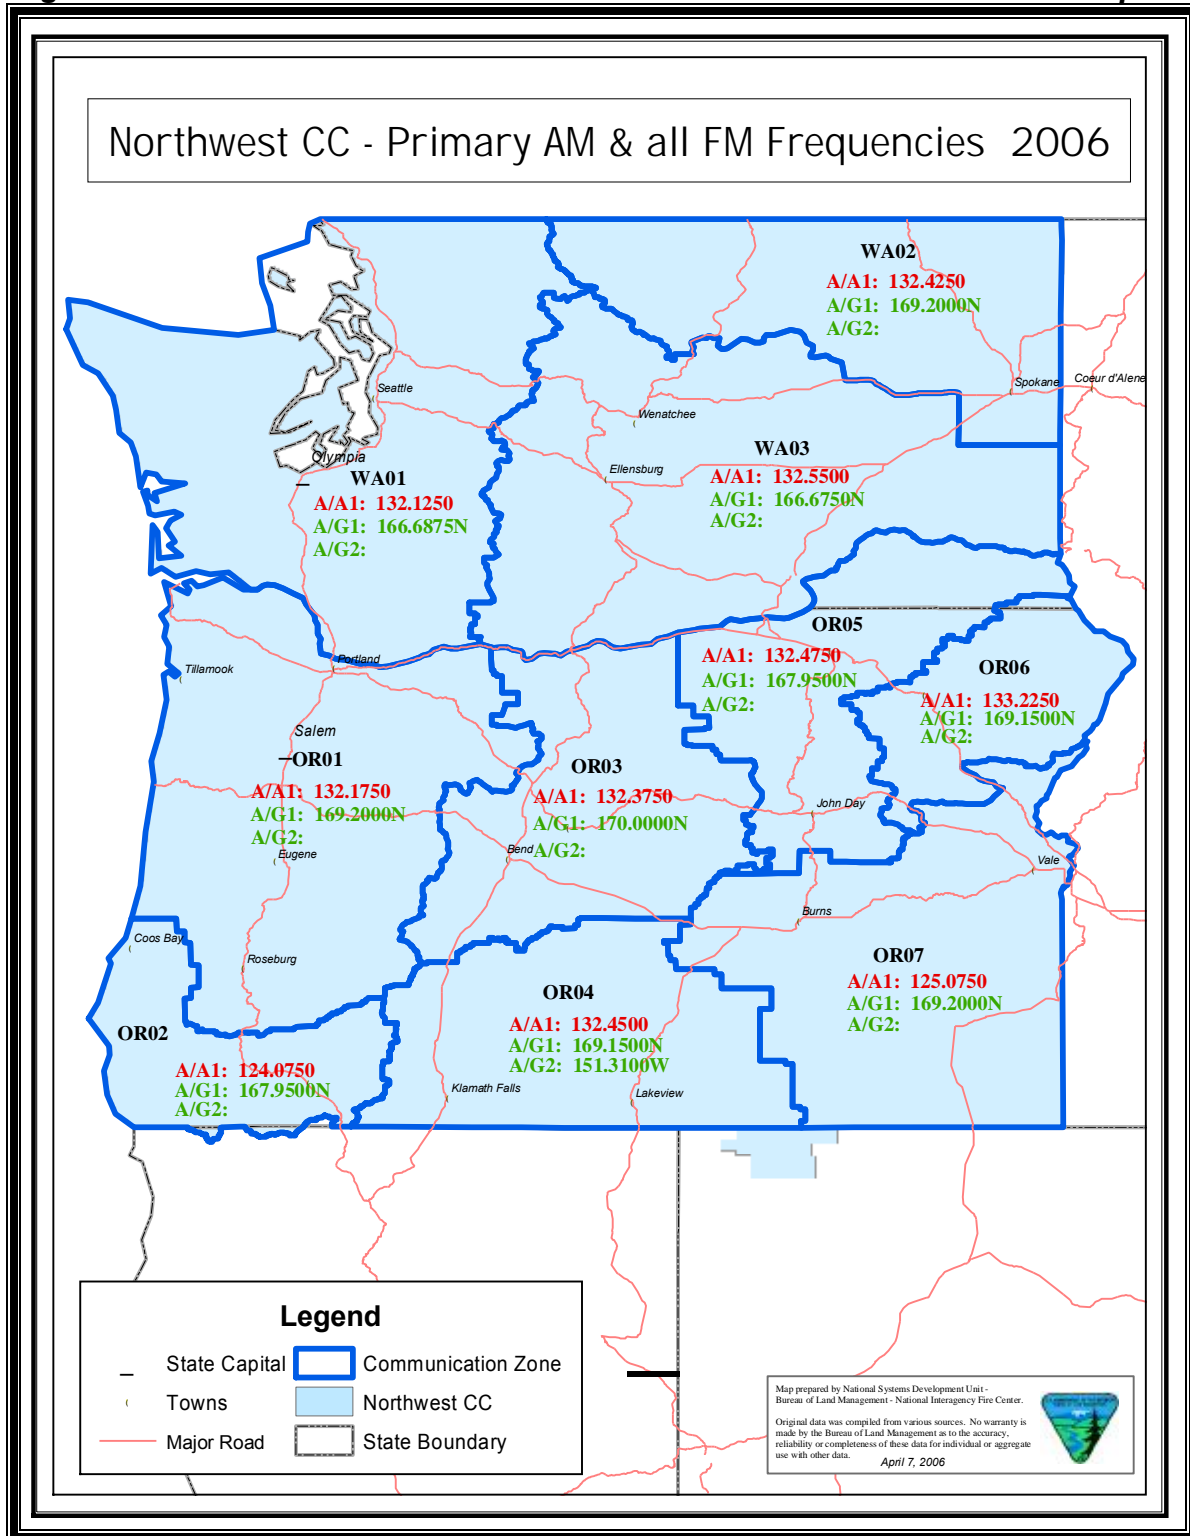 Northwest CC - Primary AM & all FM Frequencies 2006
WA02
A/A1: 132.4250
A/G1: 169.2000N
A/G2:
Seattle
Spokane
Coeur d'Alene
Wenatchee
Olympia
WA01
A/A1: 132.1250
A/G1: 166.6875N
A/G2:
Ellensburg
WA03
A/A1: 132.5500
A/G1: 166.6750N
A/G2:
OR05
A/A1: 132.4750
A/G1: 167.9500N
A/G2:
OR06
A/A1: 133.2250
A/G1: 169.1500N
A/G2:
Portland
Tillamook
Salem
OR01
A/A1: 132.1750
A/G1: 169.2000N
A/G2:
Eugene
OR03
A/A1: 132.3750
A/G1: 170.0000N
A/G2:
Bend
John Day
Vale
Burns
Coos Bay
Roseburg
OR07
A/A1: 125.0750
A/G1: 169.2000N
A/G2:
OR04
A/A1: 132.4500
A/G1: 169.1500N
A/G2: 151.3100W
OR02
A/A1: 124.0750
A/G1: 167.9500N
A/G2:
Klamath Falls
Lakeview
Legend
State Capital
Communication Zone
Towns
Northwest CC
Major Road
State Boundary
Map prepared by National Systems Development Unit -
Bureau of Land Management - National Interagency Fire Center.
Original data was compiled from various sources. No warranty is
made by the Bureau of Land Management as to the accuracy,
reliability or completeness of these data for individual or aggregate
use with other data.
April 7, 2006